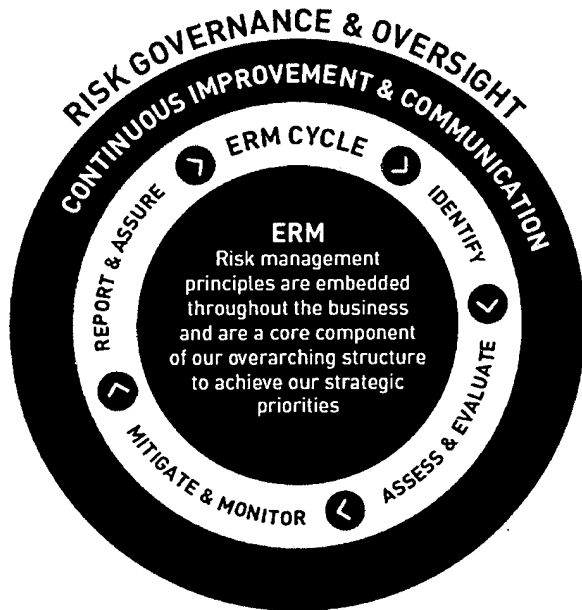 RISK GOVERNANCE & OVERSIGHT
CONTINUOUS IMPROVEMENT & COMMUNICATION
ERM CYCLE
IDENTIFY
ASSESS & EVALUATE
MITIGATE & MONITOR
REPORT & ASSURE
ERM
Risk management
principles are embedded
throughout the business
and are a core component
of our overarching structure
to achieve our strategic
priorities